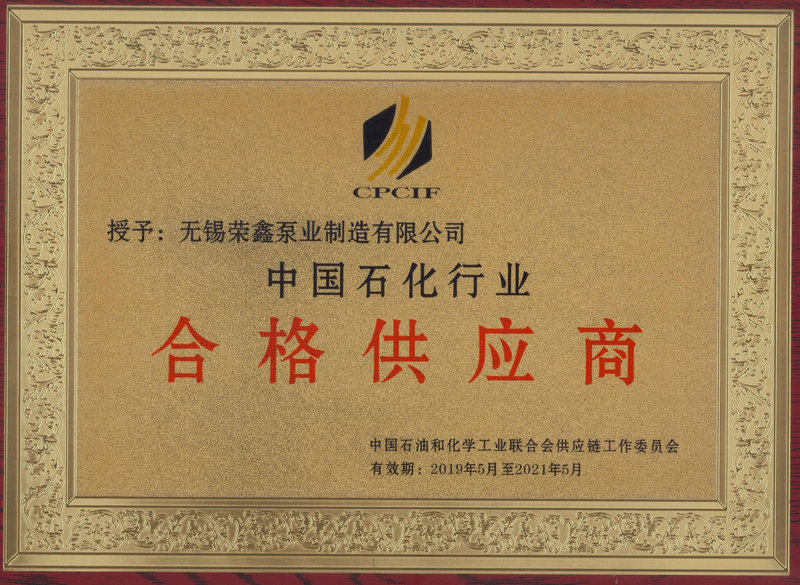 CPCIF
授予：无锡荣鑫泵业制造有限公司
中国石化行业
合格供应商
中国石油和化学工业联合会供应链工作委员会
有效期：2019年5月至2021年5月